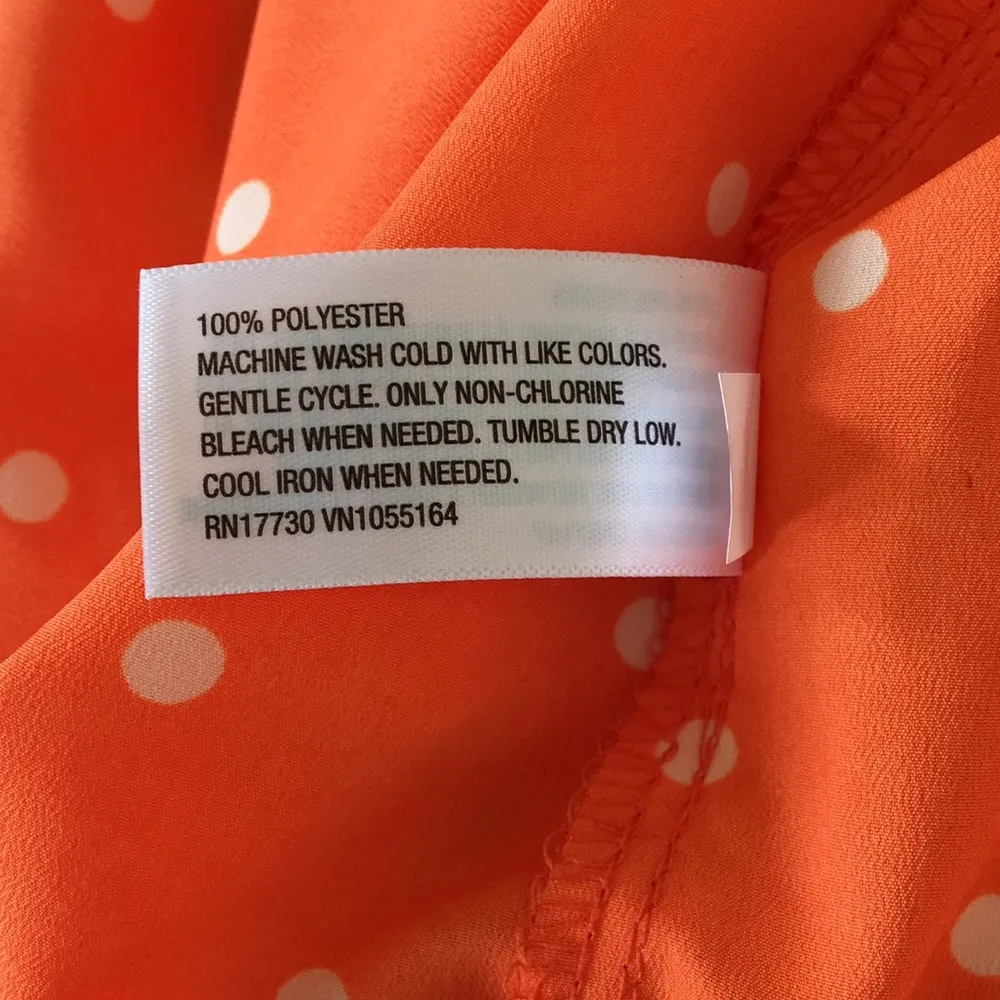 100% POLYESTER
MACHINE WASH COLD WITH LIKE COLORS.
GENTLE CYCLE. ONLY NON-CHLORINE
BLEACH WHEN NEEDED. TUMBLE DRY LOW.
COOL IRON WHEN NEEDED.
RN17730 VN1055164